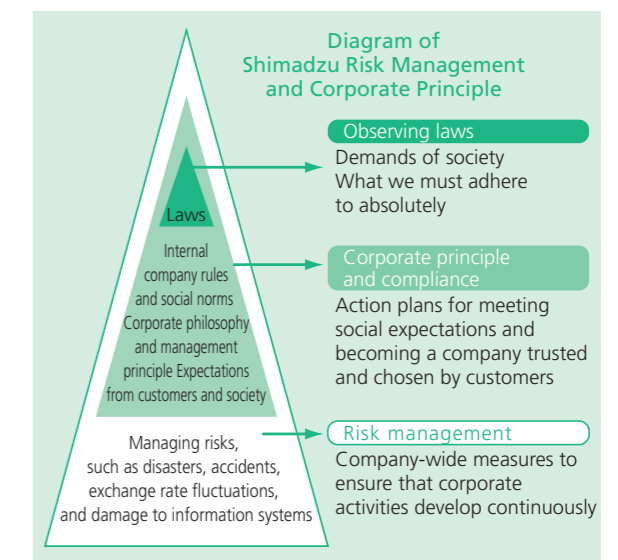 Diagram of
Shimadzu Risk Management
and Corporate Principle
Laws
Internal
company rules
and social norms
Corporate philosophy
and management
principle Expectations
from customers and society
Managing risks,
such as disasters, accidents,
exchange rate fluctuations,
and damage to information systems
Observing laws
Demands of society
What we must adhere
to absolutely
Corporate principle
and compliance
Action plans for meeting
social expectations and
becoming a company trusted
and chosen by customers
Risk management
Company-wide measures to
ensure that corporate
activities develop continuously